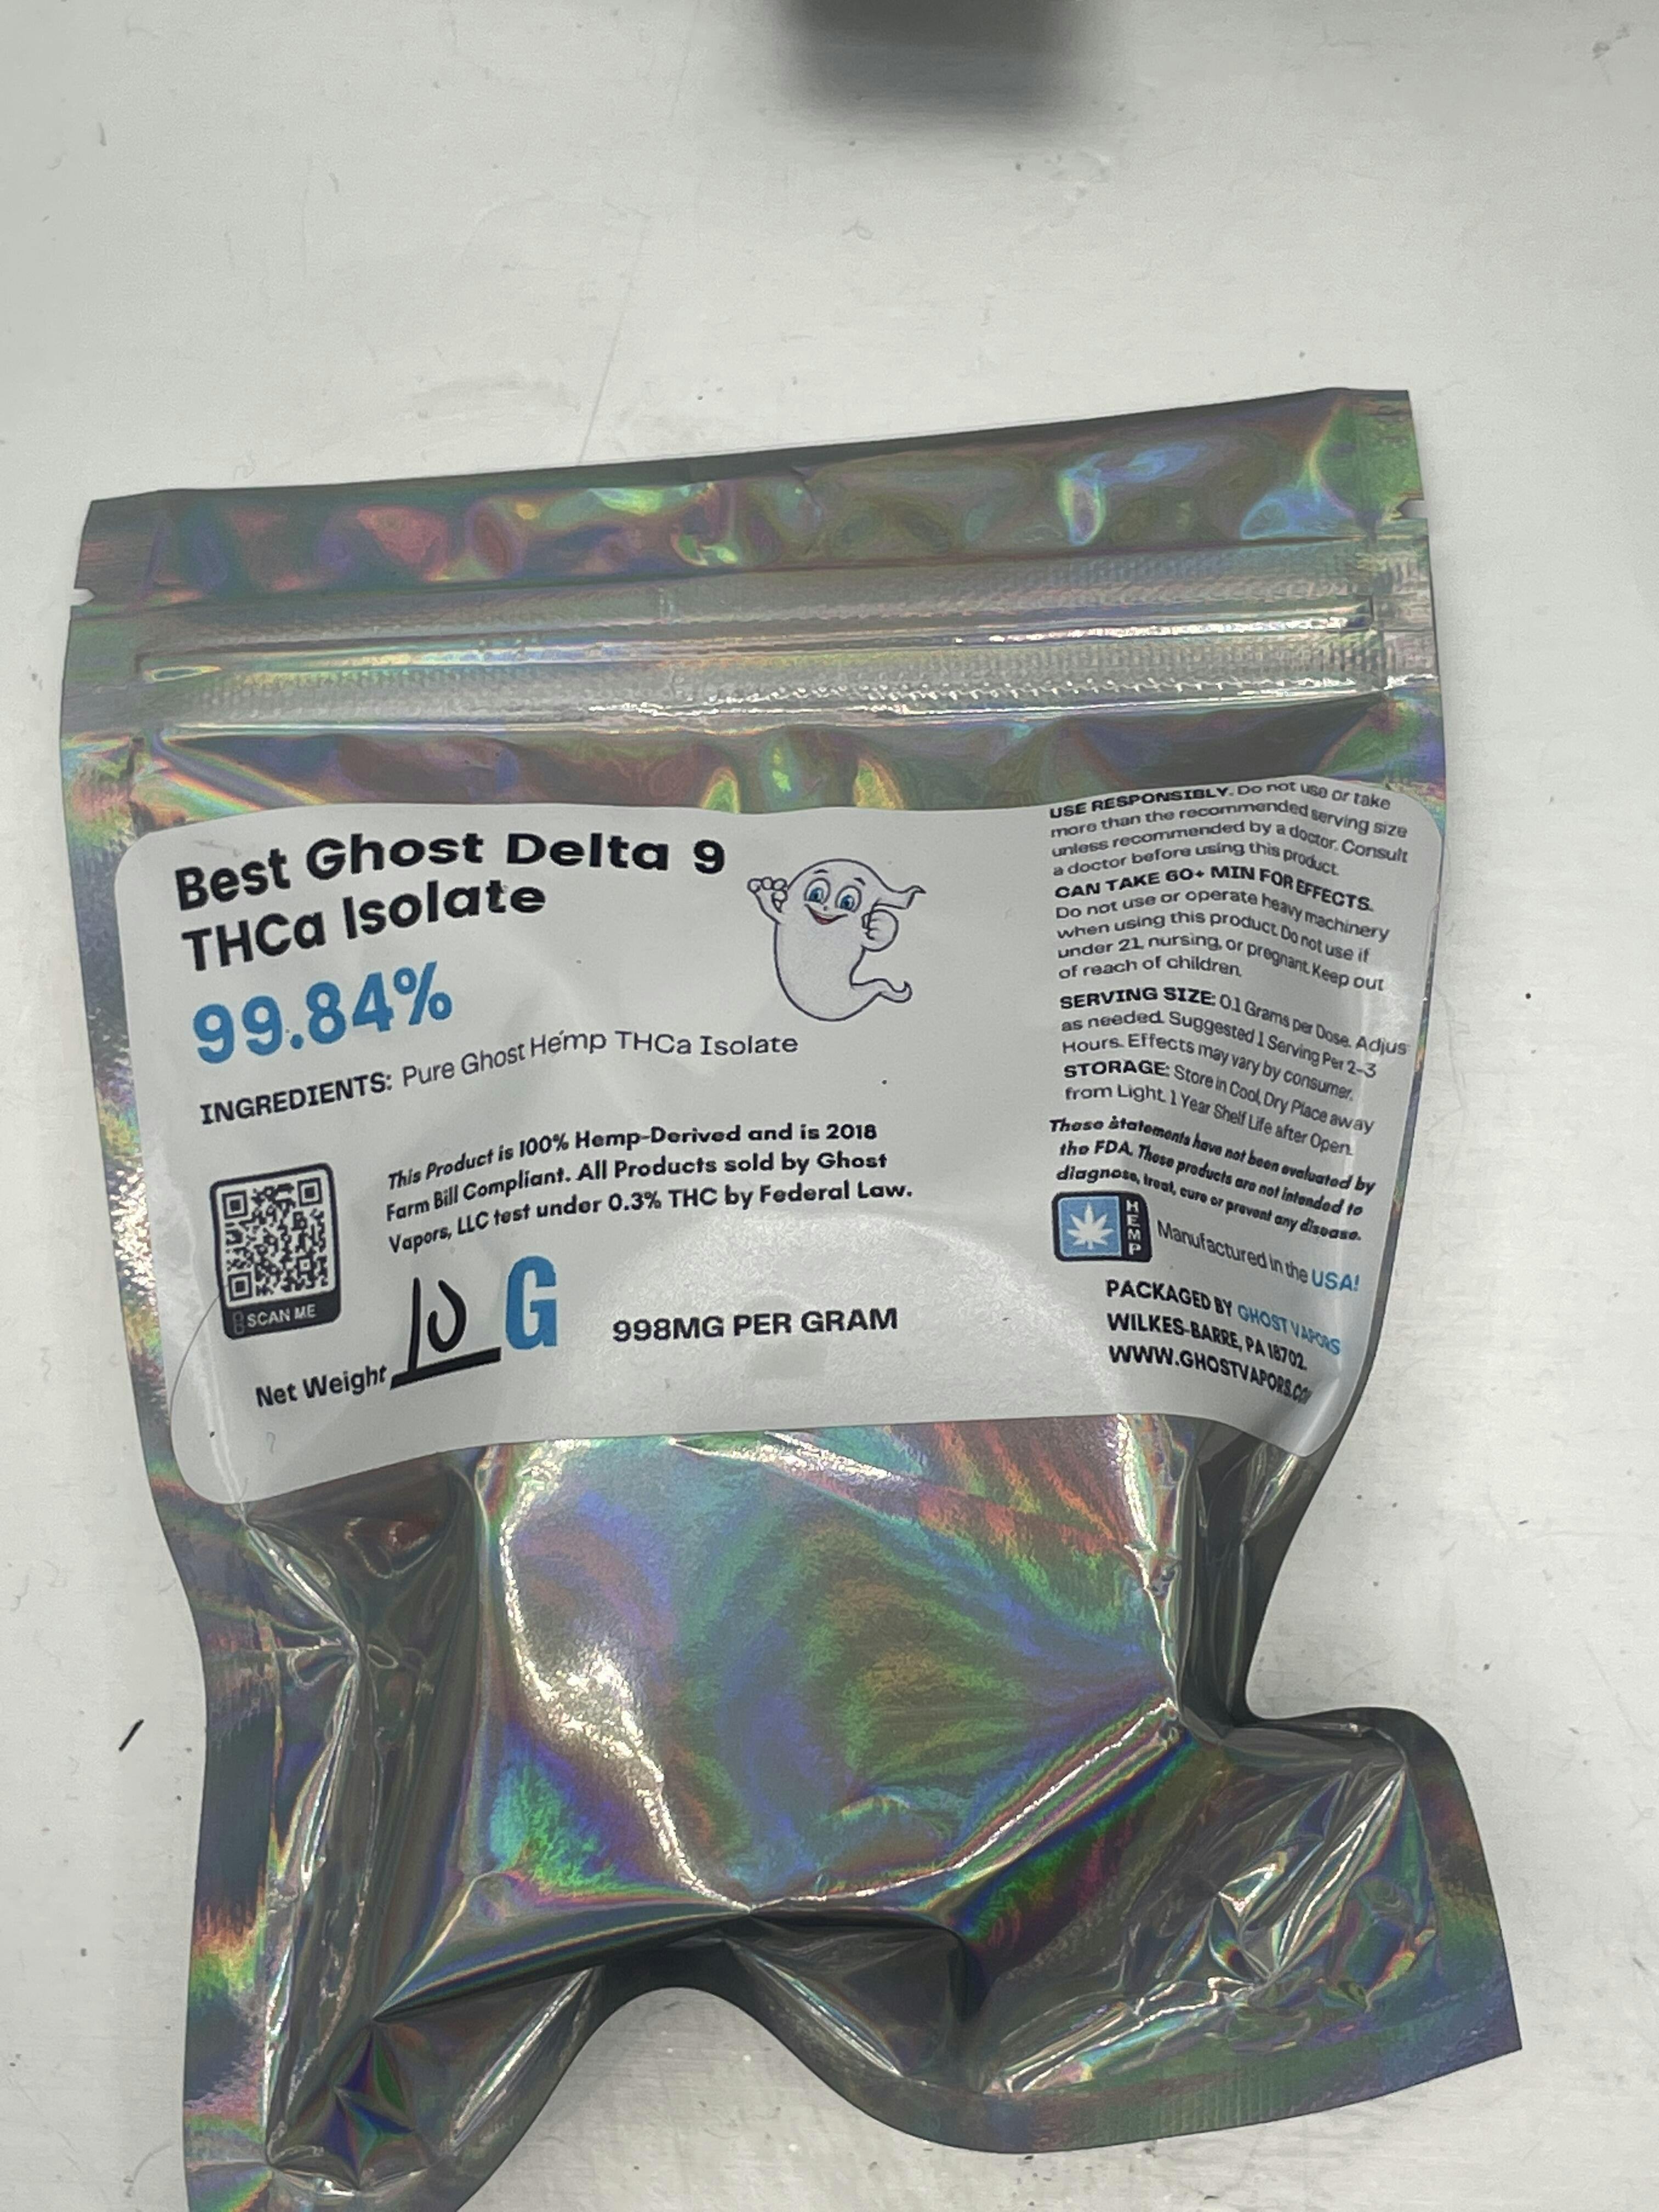 Best Ghost Delta 9
THCa Isolate
99.84%
INGREDIENTS: Pure Ghost Hemp THCa Isolate
This Product is 100% Hemp-Derived and is 2018
Farm Bill Compliant. All Products sold by Ghost
Vapors, LLC test under 0.3% THC by Federal Law.
SCAN ME
Net Weight 10 G
998MG PER GRAM
USE RESPONSIBLY. Do not use or take
more than the recommended serving size
unless recommended by a doctor. Consult
a doctor before using this product.
CAN TAKE 60+ MIN FOR EFFECTS.
Do not use or operate heavy machinery
when using this product. Do not use if
under 21, nursing, or pregnant. Keep out
of reach of children.
SERVING SIZE: 0.1 Grams per Dose. Adjus
as needed. Suggested 1 Serving Per 2-3
Hours. Effects may vary by consumer.
STORAGE: Store in Cool, Dry Place away
from Light. 1 Year Shelf Life after Open.
These statements have not been evaluated by
the FDA. These products are not intended to
diagnose, treat, cure or prevent any disease.
HEMP
Manufactured in the USA!
PACKAGED BY GHOST VAPORS
WILKES-BARRE, PA 18702.
WWW.GHOSTVAPORS.CO